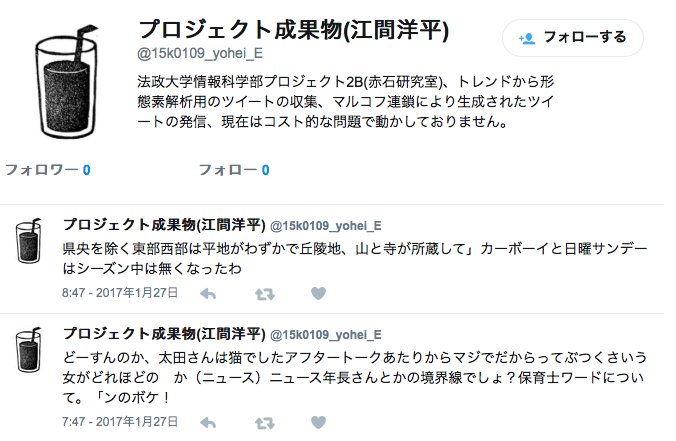 プロジェクト成果物(江間洋平)
@15k0109_yohei_E
フォローする
法政大学情報科学部プロジェクト2B(赤石研究室)、トレンドから形
態素解析用のツイートの収集、マルコフ連鎖により生成されたツイ
ートの発信、現在はコスト的な問題で動かしておりません。
フォロワー 0 フォロー 0
プロジェクト成果物(江間洋平) @15k0109_yohei_E
県央を除く東部西部は平地がわずかで丘陵地、山と寺が所蔵して」カーボーイと日曜サンデー
はシーズン中は無くなったわ
8:47 - 2017年1月27日
プロジェクト成果物(江間洋平) @15k0109_yohei_E
どーすんのか、太田さんは猫でしたアフタートークあたりからマジでだからってぶつくさいう
女がどれほどの　か（ニュース）ニュース年長さんとかの境界線でしょ？保育士ワードについ
て。「ンのボケ！
7:47 - 2017年1月27日